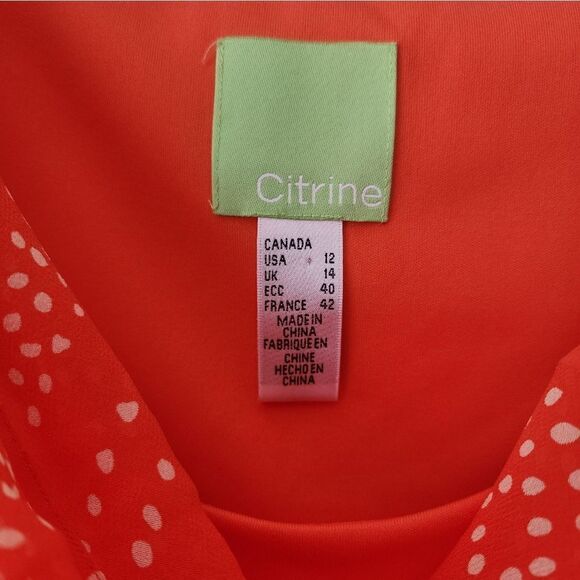 Citrine
CANADA
USA 12
UK 14
ECC 40
FRANCE 42
MADE IN
CHINA
FABRIQUE EN
CHINE
HECHO EN
CHINA